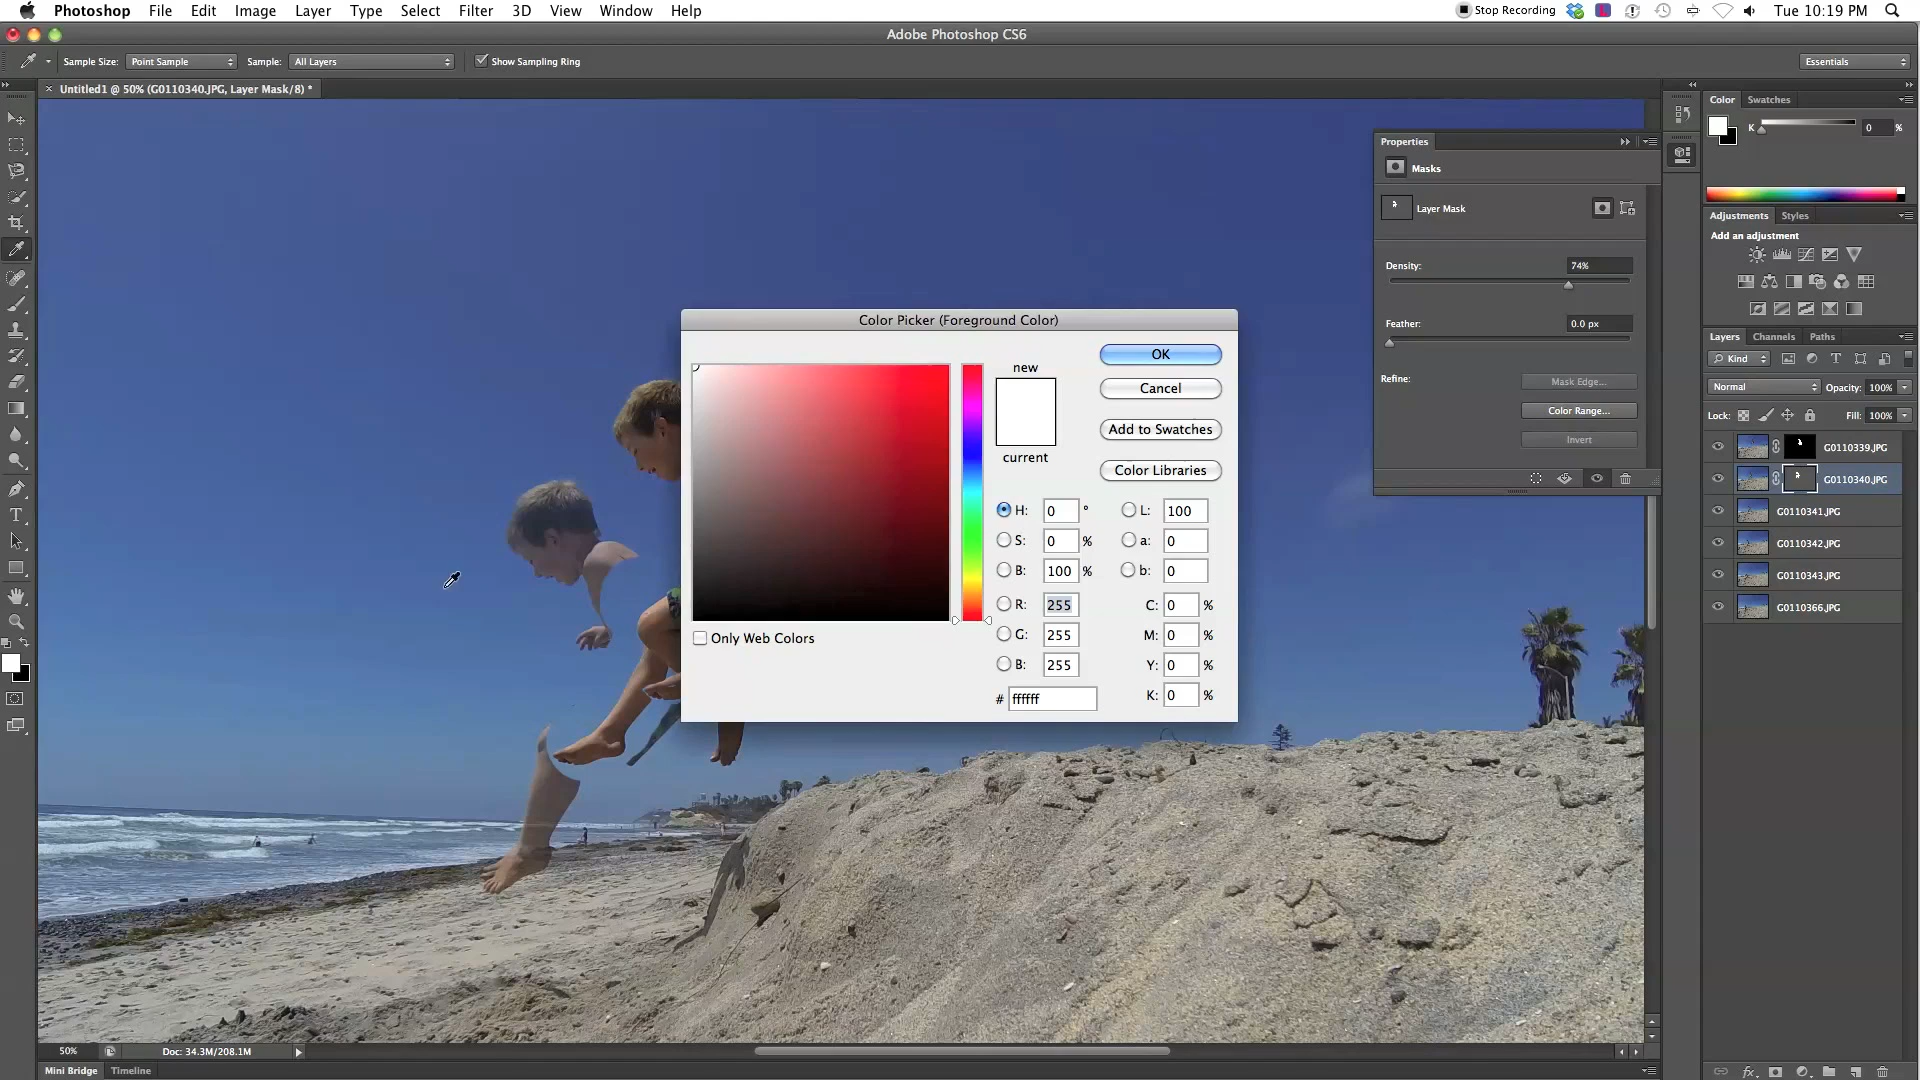 Photoshop File Edit Image Layer Type Select Filter 3D View Window Help Stop Recording Tue 10:19 PM
Adobe Photoshop CS6
Sample Size: Point Sample Sample: All Layers Show Sampling Ring Essentials
Untitled1 @ 50% (G0110340.JPG, Layer Mask/8) *
Color Swatches
K 0 %
Properties
Masks
Layer Mask
Density: 74%
Feather: 0.0 px
Refine: Mask Edge...
Color Range...
Invert
Adjustments Styles
Add an adjustment
Layers Channels Paths
Kind
Normal Opacity: 100%
Lock: Fill: 100%
G0110339.JPG
G0110340.JPG
G0110341.JPG
G0110342.JPG
G0110343.JPG
G0110366.JPG
Color Picker (Foreground Color)
new
current
OK
Cancel
Add to Swatches
Color Libraries
H: 0 ° L: 100
S: 0 % a: 0
B: 100 % b: 0
R: 255 C: 0 %
G: 255 M: 0 %
B: 255 Y: 0 %
# ffffff K: 0 %
Only Web Colors
50% Doc: 34.3M/208.1M
Mini Bridge Timeline
fx